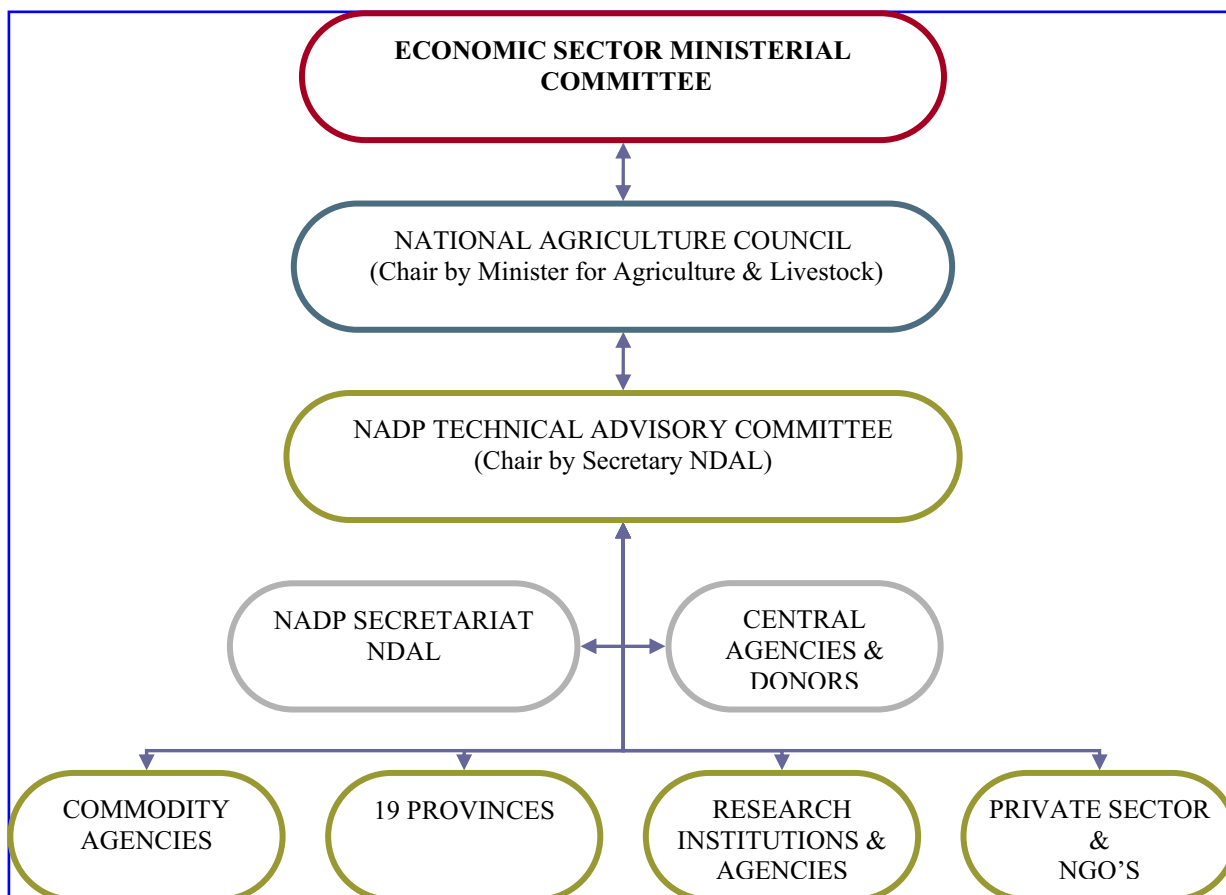 ECONOMIC SECTOR MINISTERIAL
COMMITTEE
NATIONAL AGRICULTURE COUNCIL
(Chair by Minister for Agriculture & Livestock)
NADP TECHNICAL ADVISORY COMMITTEE
(Chair by Secretary NDAL)
NADP SECRETARIAT
NDAL
CENTRAL
AGENCIES &
DONORS
COMMODITY
AGENCIES
19 PROVINCES
RESEARCH
INSTITUTIONS &
AGENCIES
PRIVATE SECTOR
&
NGO’S